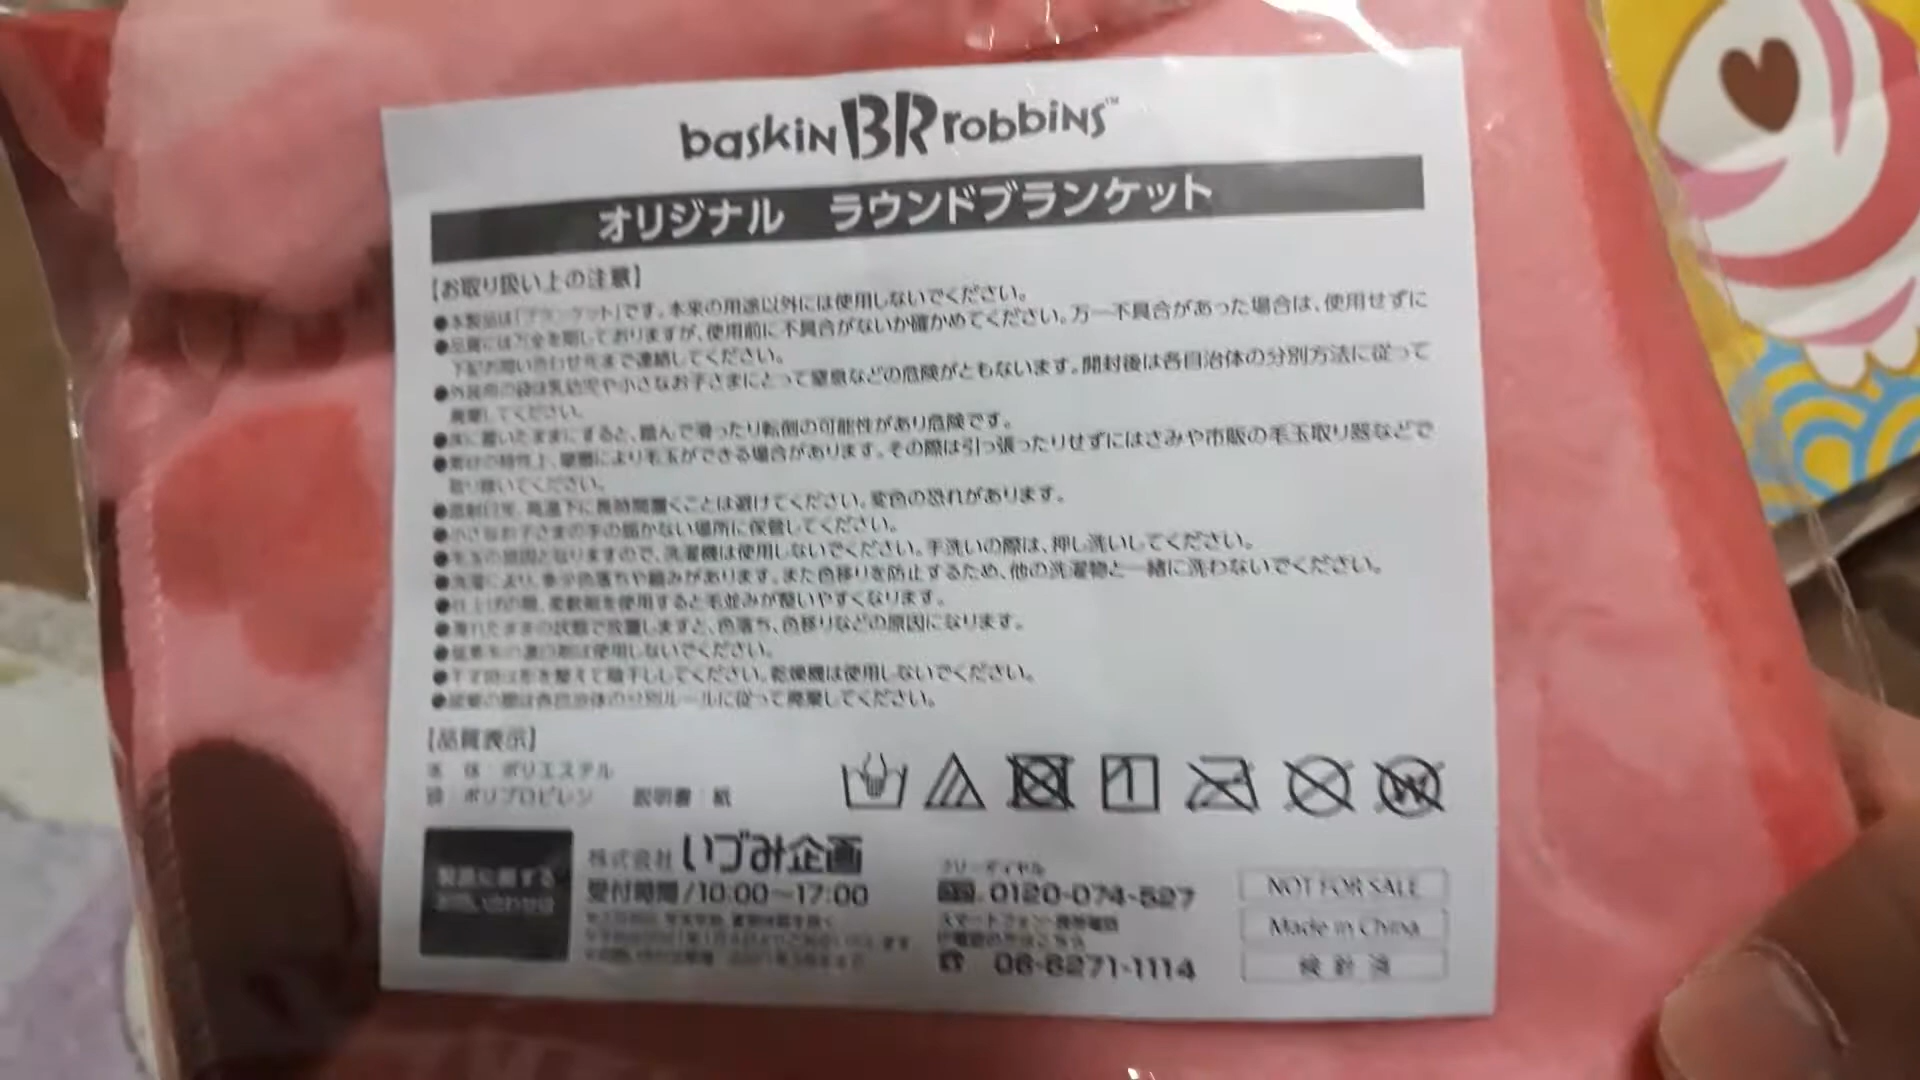 baskin BR robbins™
オリジナル ラウンドブランケット
【お取り扱い上の注意】
●本製品は「ブランケット」です。本来の用途以外には使用しないでください。
●品質には万全を期しておりますが、使用前に不具合がないか確かめてください。万一不具合があった場合は、使用せずに
下記お問い合わせ先まで連絡してください。
●外装用の袋は乳幼児や小さなお子さまにとって窒息などの危険がともないます。開封後は各自治体の分別方法に従って
廃棄してください。
●床に置いたままにすると、踏んで滑ったり転倒の可能性があり危険です。
●素材の特性上、摩擦により毛玉ができる場合があります。その際は引っ張ったりせずにはさみや市販の毛玉取り器などで
取り除いてください。
●直射日光、高温下に長時間置くことは避けてください。変色の恐れがあります。
●小さなお子さまの手の届かない場所に保管してください。
●毛玉の原因となりますので、洗濯機は使用しないでください。手洗いの際は、押し洗いしてください。
●洗濯により、多少色落ちや縮みがあります。また色移りを防止するため、他の洗濯物と一緒に洗わないでください。
●仕上げの際、柔軟剤を使用すると毛並みが整いやすくなります。
●濡れたままの状態で放置しますと、色落ち、色移りなどの原因になります。
●塩素系の漂白剤は使用しないでください。
●干す時は形を整えて陰干ししてください。乾燥機は使用しないでください。
●破棄の際は各自治体の分別ルールに従って廃棄してください。
【品質表示】
本 体：ポリエステル
袋：ポリプロピレン 説明書：紙
製品に関する
お問い合わせは
株式会社 いづみ企画
受付時間/10:00〜17:00
フリーダイヤル
0120-074-527
スマートフォン・携帯電話
06-6271-1114
NOT FOR SALE
Made in China
検針済